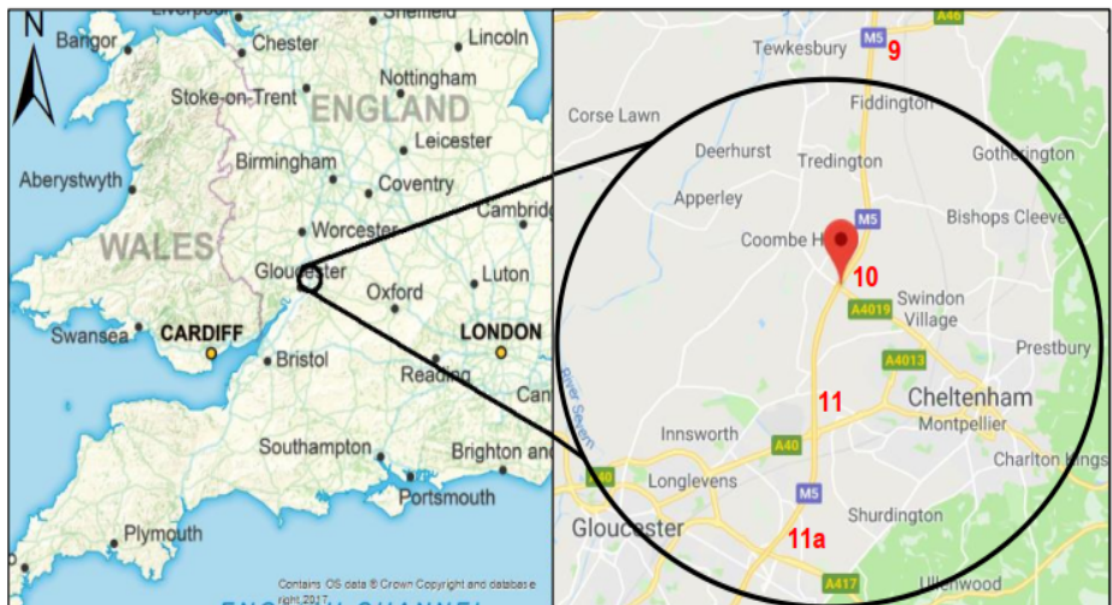 N
Liverpool
Sheffield
Bangor
Chester
Lincoln
Stoke-on-Trent
Nottingham
ENGLAND
Leicester
Birmingham
Aberystwyth
Coventry
Cambridg
Worcester
WALES
Gloucester
Luton
Oxford
Swansea
CARDIFF
LONDON
Bristol
Reading
Can
Southampton
Brighton and
Portsmouth
Plymouth
Contains OS data © Crown Copyright and database
right 2017
ENGLISH CHANNEL
A46
M5
9
Tewkesbury
Fiddington
Corse Lawn
Deerhurst
Tredington
Gotherington
Apperley
M5
Bishops Cleeve
Coombe H
10
Swindon
Village
A4019
Prestbury
A4013
River Severn
11
Cheltenham
Montpellier
Innsworth
A40
Charlton Kings
A40
Longlevens
M5
Gloucester
Shurdington
11a
A417
Ullenwood